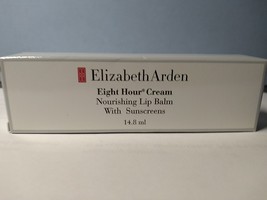 Elizabeth Arden
Eight Hour® Cream
Nourishing Lip Balm
With Sunscreens
14.8 ml